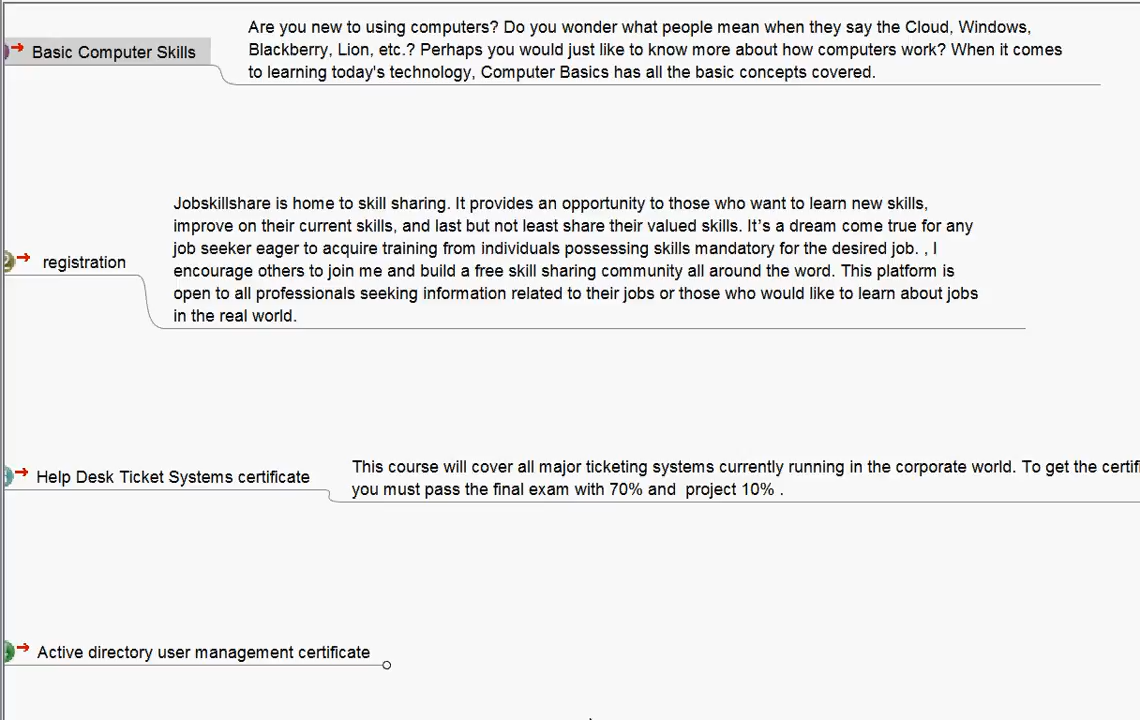 Are you new to using computers? Do you wonder what people mean when they say the Cloud, Windows,
Basic Computer Skills
Blackberry, Lion, etc.? Perhaps you would just like to know more about how computers work? When it comes
to learning today's technology, Computer Basics has all the basic concepts covered.
Jobskillshare is home to skill sharing. It provides an opportunity to those who want to learn new skills,
improve on their current skills, and last but not least share their valued skills. It's a dream come true for any
job seeker eager to acquire training from individuals possessing skills mandatory for the desired job. , I
registration
encourage others to join me and build a free skill sharing community all around the word. This platform is
open to all professionals seeking information related to their jobs or those who would like to learn about jobs
in the real world.
Help Desk Ticket Systems certificate
This course will cover all major ticketing systems currently running in the corporate world. To get the certif
you must pass the final exam with 70% and  project 10% .
Active directory user management certificate